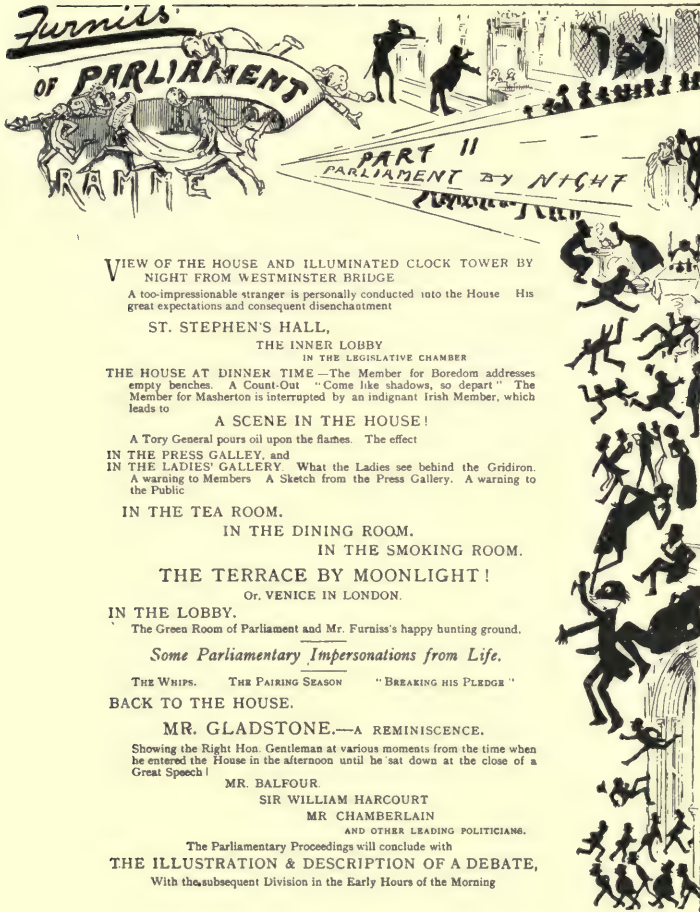 Furniss'
OF PARLIAMENT
RAMME
PART II
PARLIAMENT BY NIGHT
VIEW OF THE HOUSE AND ILLUMINATED CLOCK TOWER BY
NIGHT FROM WESTMINSTER BRIDGE
A too-impressionable stranger is personally conducted into the House His
great expectations and consequent disenchantment
ST. STEPHEN'S HALL,
THE INNER LOBBY
IN THE LEGISLATIVE CHAMBER
THE HOUSE AT DINNER TIME—The Member for Boredom addresses
empty benches. A Count-Out "Come like shadows, so depart" The
Member for Masherton is interrupted by an indignant Irish Member, which
leads to
A SCENE IN THE HOUSE!
A Tory General pours oil upon the flames. The effect
IN THE PRESS GALLEY, and
IN THE LADIES' GALLERY. What the Ladies see behind the Gridiron.
A warning to Members A Sketch from the Press Gallery. A warning to
the Public
IN THE TEA ROOM.
IN THE DINING ROOM.
IN THE SMOKING ROOM.
THE TERRACE BY MOONLIGHT!
Or, VENICE IN LONDON.
IN THE LOBBY.
The Green Room of Parliament and Mr. Furniss's happy hunting ground.
Some Parliamentary Impersonations from Life.
THE WHIPS. THE PAIRING SEASON "BREAKING HIS PLEDGE"
BACK TO THE HOUSE.
MR. GLADSTONE.—A REMINISCENCE.
Showing the Right Hon. Gentleman at various moments from the time when
he entered the House in the afternoon until he sat down at the close of a
Great Speech!
MR. BALFOUR.
SIR WILLIAM HARCOURT
MR CHAMBERLAIN
AND OTHER LEADING POLITICIANS.
The Parliamentary Proceedings will conclude with
THE ILLUSTRATION & DESCRIPTION OF A DEBATE,
With the subsequent Division in the Early Hours of the Morning